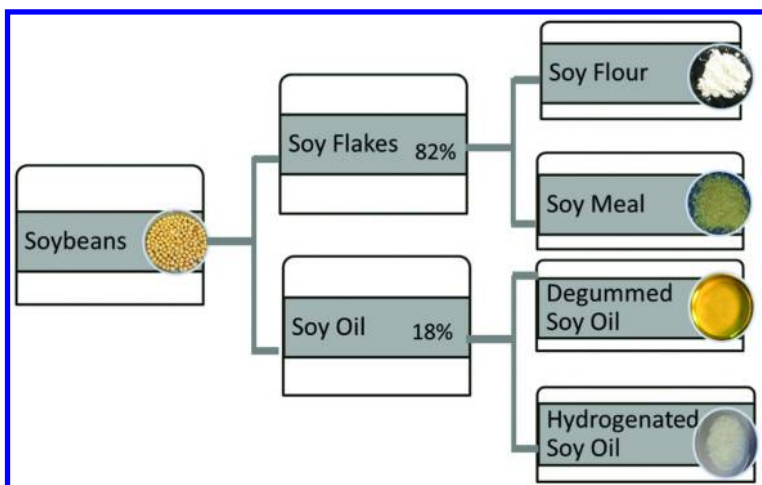 Soybeans
Soy Flakes 82%
Soy Oil 18%
Soy Flour
Soy Meal
Degummed
Soy Oil
Hydrogenated
Soy Oil